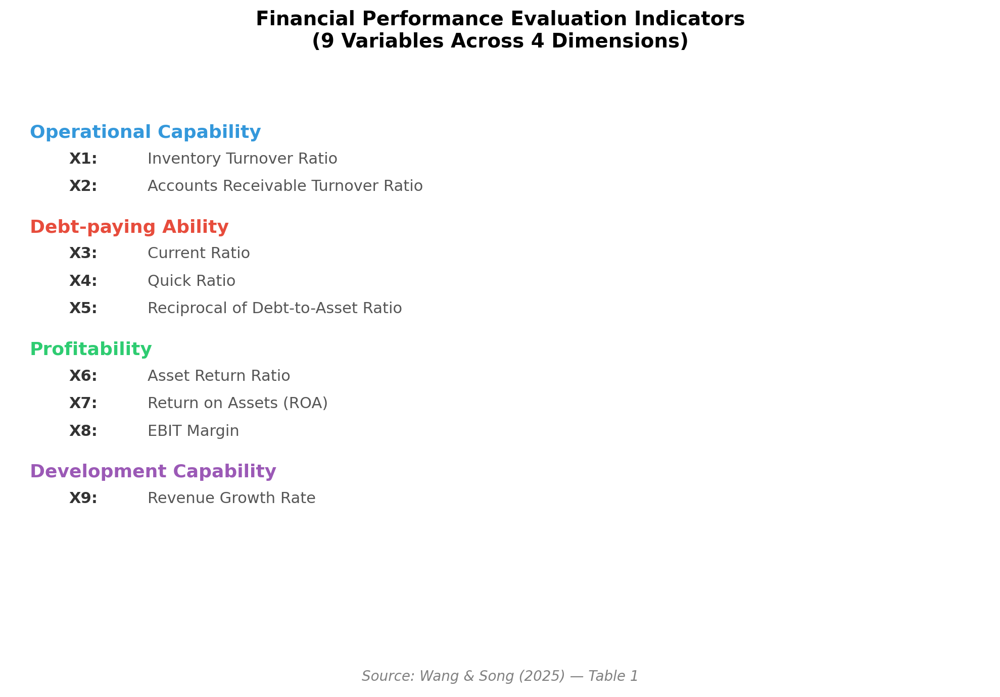 Financial Performance Evaluation Indicators
(9 Variables Across 4 Dimensions)
Operational Capability
X1: Inventory Turnover Ratio
X2: Accounts Receivable Turnover Ratio
Debt-paying Ability
X3: Current Ratio
X4: Quick Ratio
X5: Reciprocal of Debt-to-Asset Ratio
Profitability
X6: Asset Return Ratio
X7: Return on Assets (ROA)
X8: EBIT Margin
Development Capability
X9: Revenue Growth Rate
Source: Wang & Song (2025) — Table 1